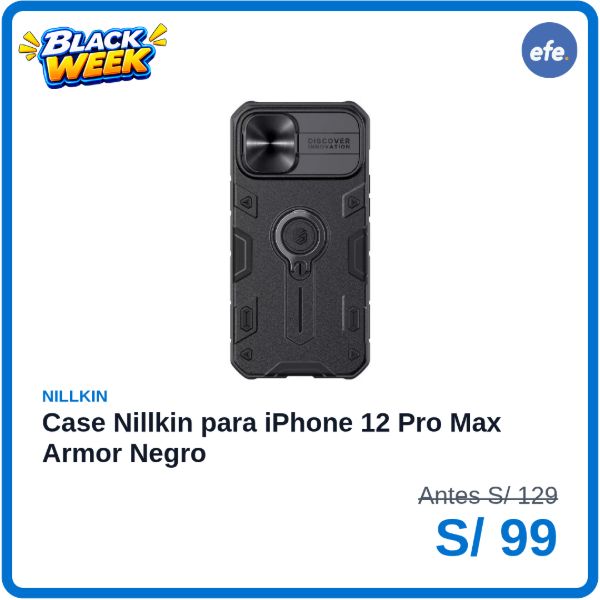 BLACK
WEEK
efe.
DISCOVER
INNOVATION
NILLKIN
Case Nillkin para iPhone 12 Pro Max
Armor Negro
Antes S/ 129
S/ 99